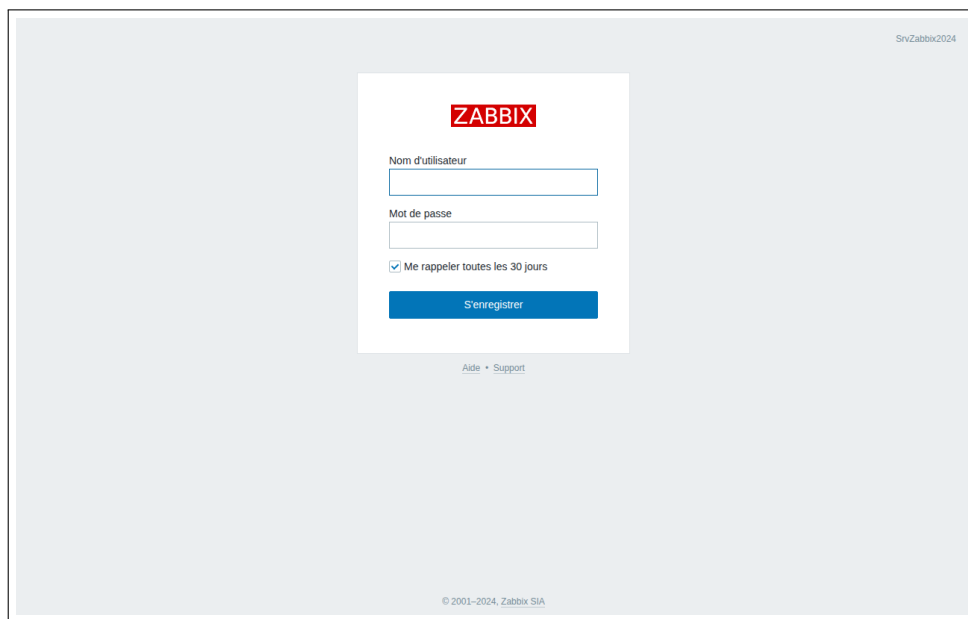 SrvZabbix2024
ZABBIX
Nom d'utilisateur
Mot de passe
Me rappeler toutes les 30 jours
S'enregistrer
Aide • Support
© 2001–2024, Zabbix SIA